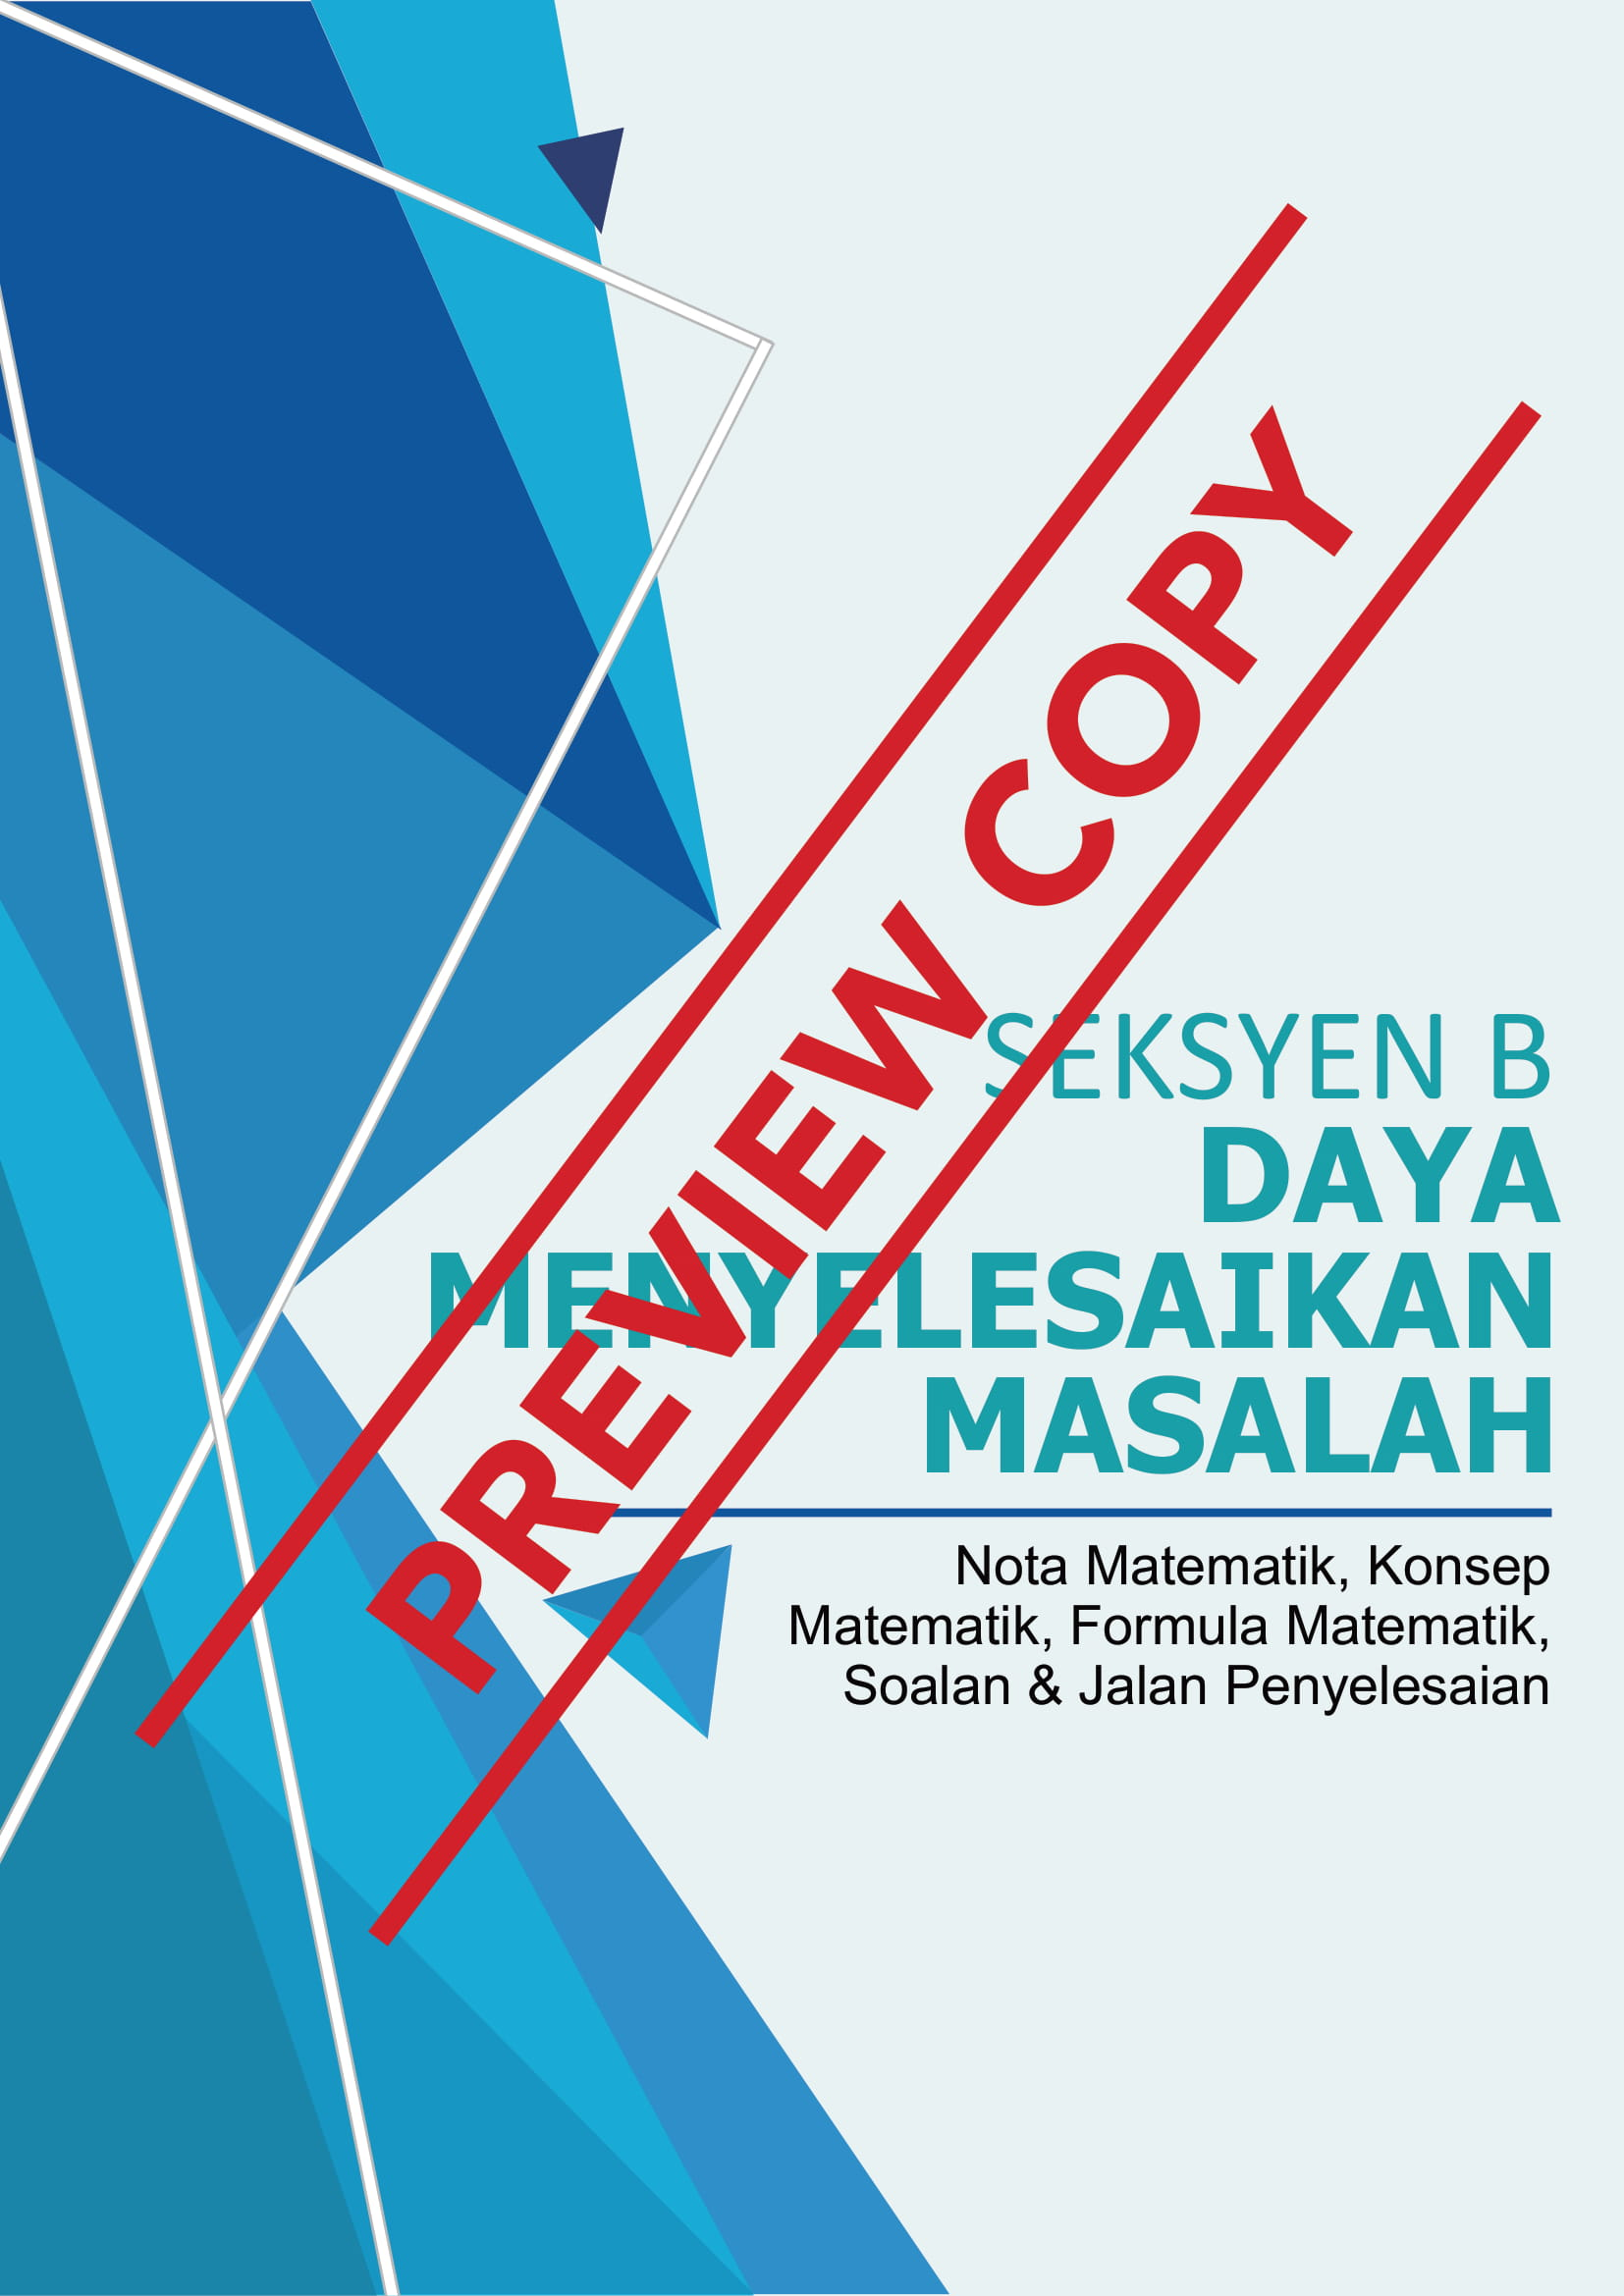 PREVIEW COPY
SEKSYEN B
DAYA
MENYELESAIKAN
MASALAH
Nota Matematik, Konsep
Matematik, Formula Matematik,
Soalan & Jalan Penyelesaian